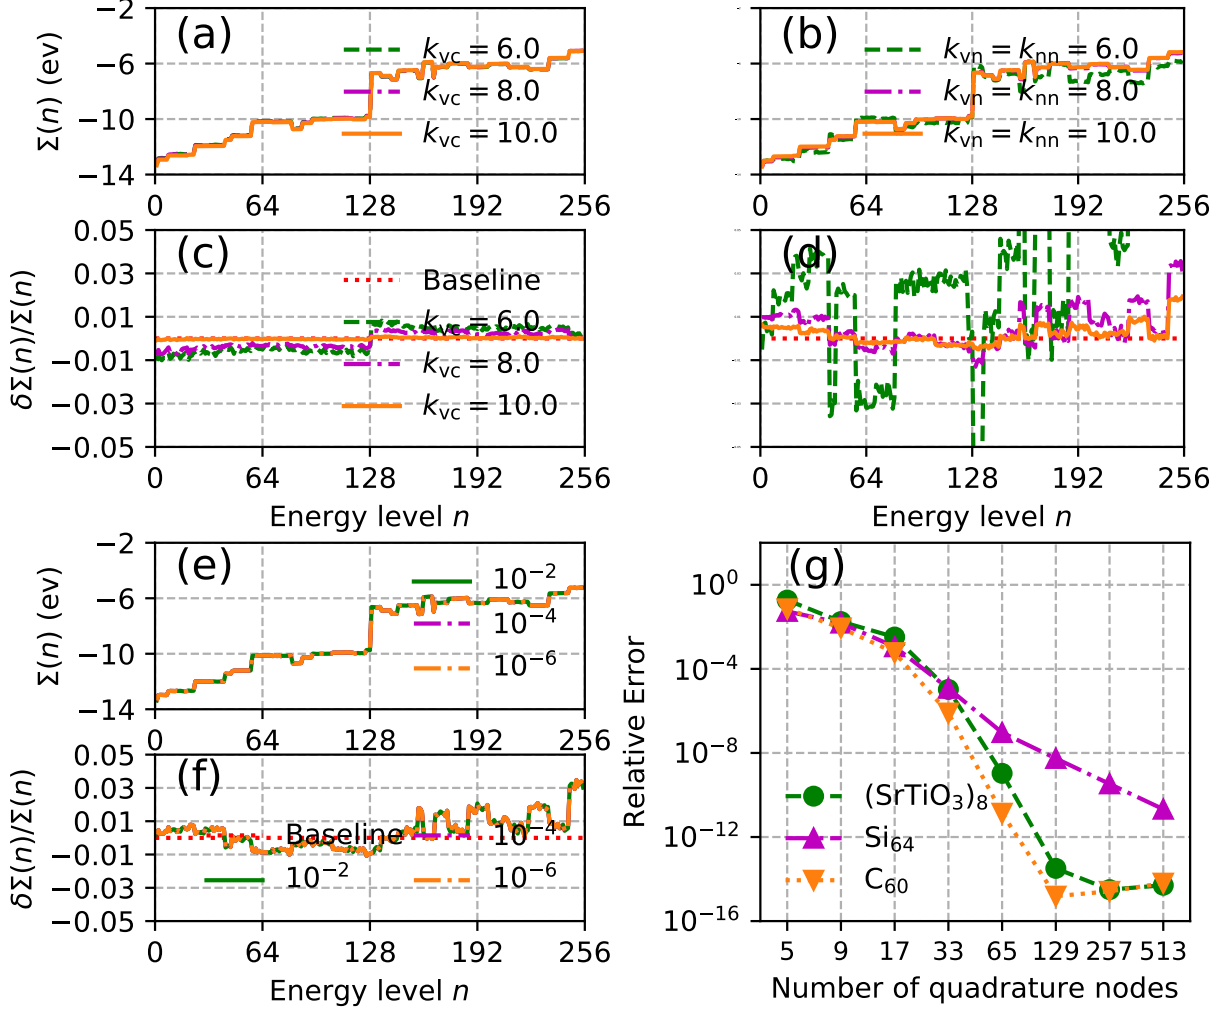 (a)
−2
−6
−10
−14
Σ(n) (ev)
k_vc = 6.0
k_vc = 8.0
k_vc = 10.0
0 64 128 192 256
(b)
k_vn = k_nn = 6.0
k_vn = k_nn = 8.0
k_vn = k_nn = 10.0
0 64 128 192 256
(c)
0.05
0.03
0.01
−0.01
−0.03
−0.05
δΣ(n)/Σ(n)
Baseline
k_vc = 6.0
k_vc = 8.0
k_vc = 10.0
0 64 128 192 256
Energy level n
(d)
0 64 128 192 256
Energy level n
(e)
−2
−6
−10
−14
Σ(n) (ev)
10⁻²
10⁻⁴
10⁻⁶
0 64 128 192 256
(f)
0.05
0.03
0.01
−0.01
−0.03
−0.05
δΣ(n)/Σ(n)
Baseline 10⁻⁴
10⁻² 10⁻⁶
0 64 128 192 256
Energy level n
(g)
10⁰
10⁻⁴
10⁻⁸
10⁻¹²
10⁻¹⁶
Relative Error
(SrTiO₃)₈
Si₆₄
C₆₀
5 9 17 33 65 129 257 513
Number of quadrature nodes